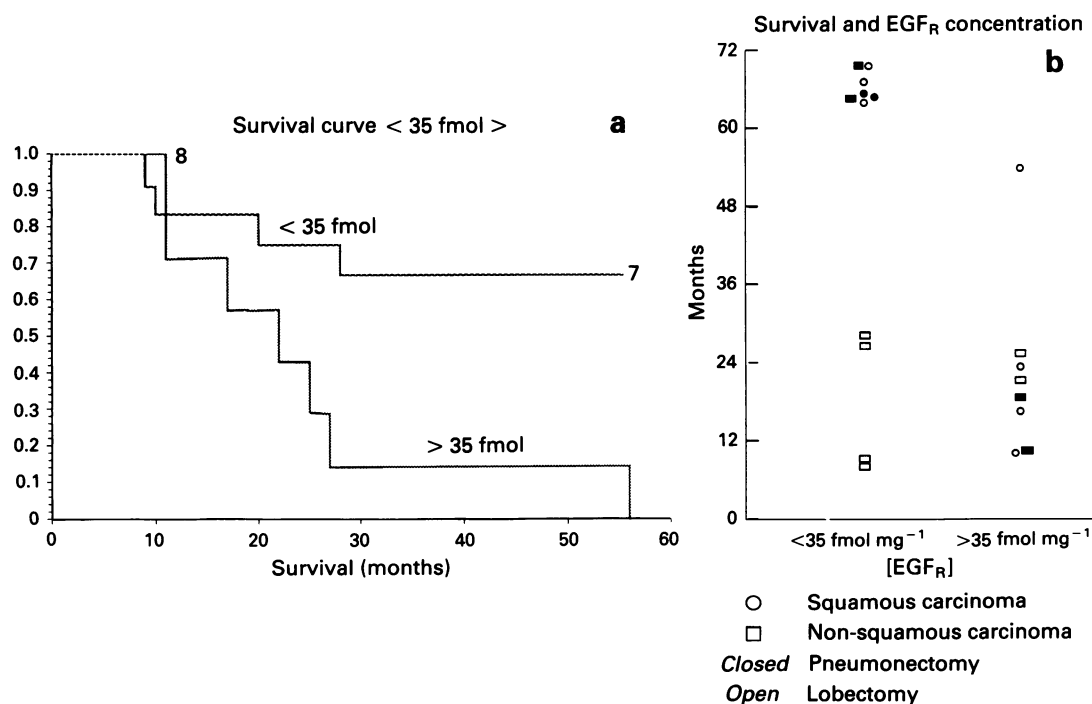 Survival curve < 35 fmol >
a
1.0
0.9
0.8
0.7
0.6
0.5
0.4
0.3
0.2
0.1
0
8
< 35 fmol
7
> 35 fmol
0 10 20 30 40 50 60
Survival (months)
Survival and EGFR concentration
b
72
60
48
36
24
12
0
Months
<35 fmol mg−1 >35 fmol mg−1
[EGFR]
Squamous carcinoma
Non-squamous carcinoma
Closed Pneumonectomy
Open Lobectomy